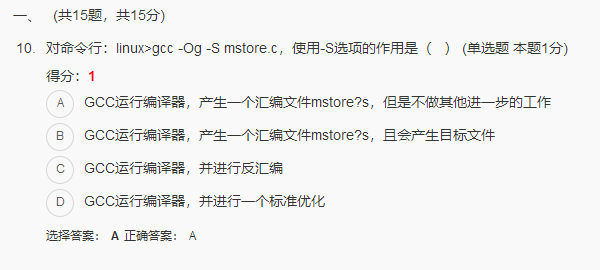 一、 (共15题，共15分)
10. 对命令行：linux>gcc -Og -S mstore.c，使用-S选项的作用是（ ） (单选题 本题1分)
得分：1
A GCC运行编译器，产生一个汇编文件mstore?s，但是不做其他进一步的工作
B GCC运行编译器，产生一个汇编文件mstore?s，且会产生目标文件
C GCC运行编译器，并进行反汇编
D GCC运行编译器，并进行一个标准优化
选择答案： A 正确答案： A